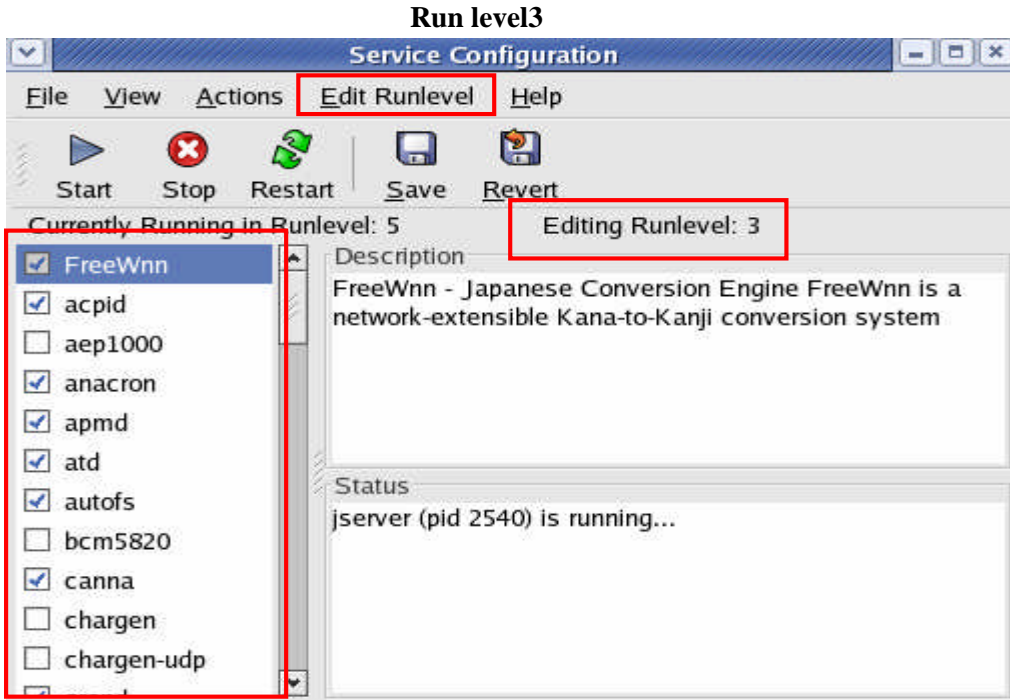 Run level3
Service Configuration
File View Actions Edit Runlevel Help
Start Stop Restart Save Revert
Currently Running in Runlevel: 5 Editing Runlevel: 3
FreeWnn
acpid
aep1000
anacron
apmd
atd
autofs
bcm5820
canna
chargen
chargen-udp
Description
FreeWnn - Japanese Conversion Engine FreeWnn is a
network-extensible Kana-to-Kanji conversion system
Status
jserver (pid 2540) is running...